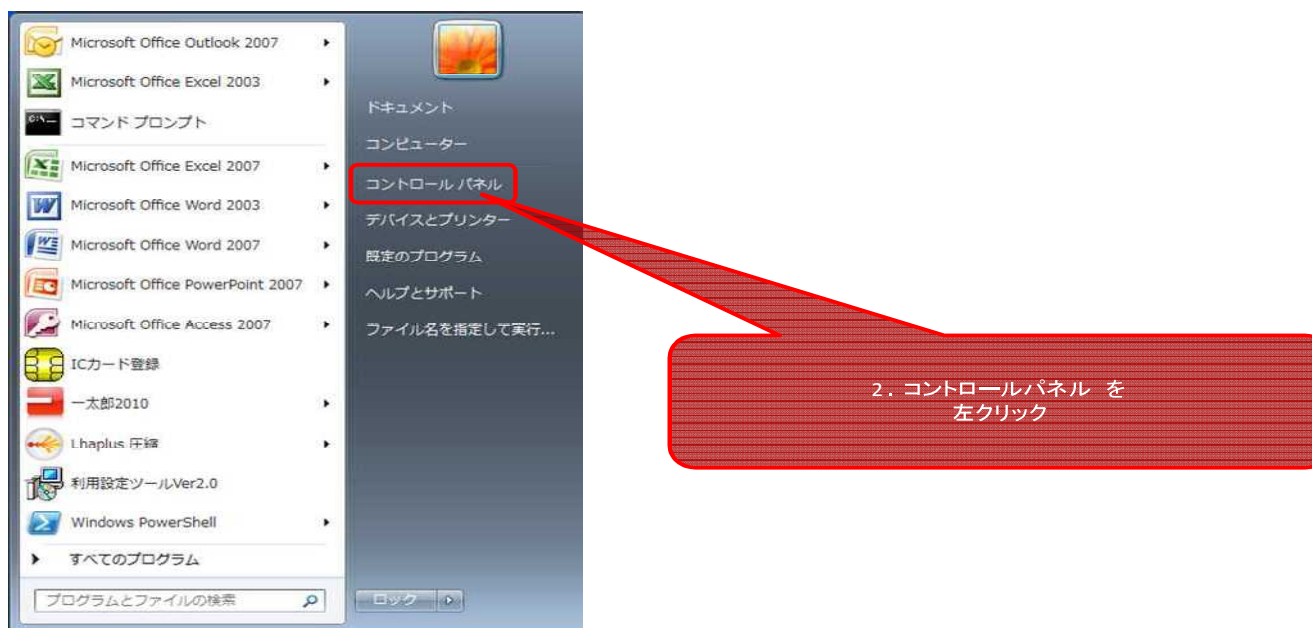 Microsoft Office Outlook 2007
Microsoft Office Excel 2003
コマンド プロンプト
Microsoft Office Excel 2007
Microsoft Office Word 2003
Microsoft Office Word 2007
Microsoft Office PowerPoint 2007
Microsoft Office Access 2007
ICカード登録
一太郎2010
Lhaplus 圧縮
利用設定ツールVer2.0
Windows PowerShell
すべてのプログラム
プログラムとファイルの検索
ドキュメント
コンピューター
コントロール パネル
デバイスとプリンター
既定のプログラム
ヘルプとサポート
ファイル名を指定して実行...
ロック
2. コントロールパネル を
左クリック